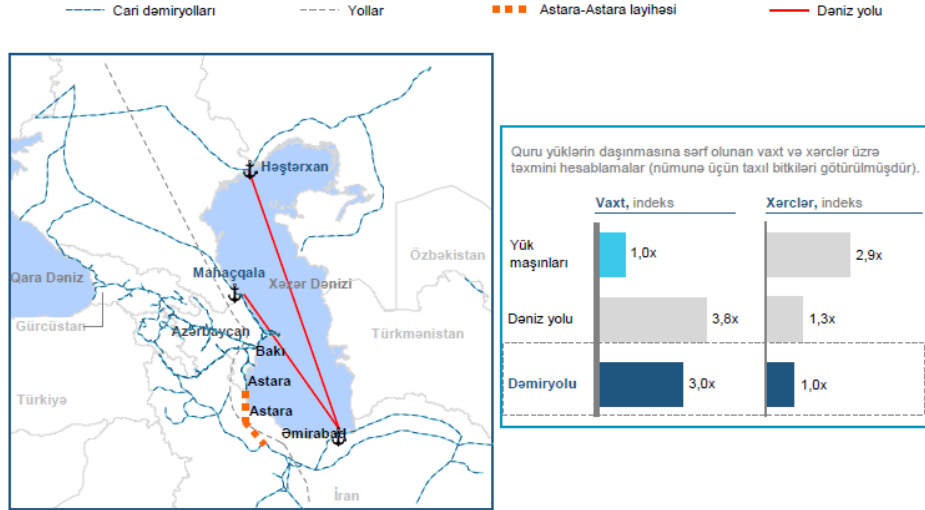 Cari dəmiryolları
Yollar
Astara-Astara layihəsi
Dəniz yolu
Həştərxan
Özbəkistan
Mahaçqala
Qara Dəniz
Xəzər Dənizi
Gürcüstan
Azərbaycan
Türkmənistan
Bakı
Astara
Türkiyə
Astara
Əmirabad
İran
Quru yüklərin daşınmasına sərf olunan vaxt və xərclər üzrə
təxmini hesablamalar (nümunə üçün taxıl bitkiləri götürülmüşdür).
Vaxt, indeks
Xərclər, indeks
Yük
maşınları
1,0x
2,9x
Dəniz yolu
3,8x
1,3x
Dəmiryolu
3,0x
1,0x